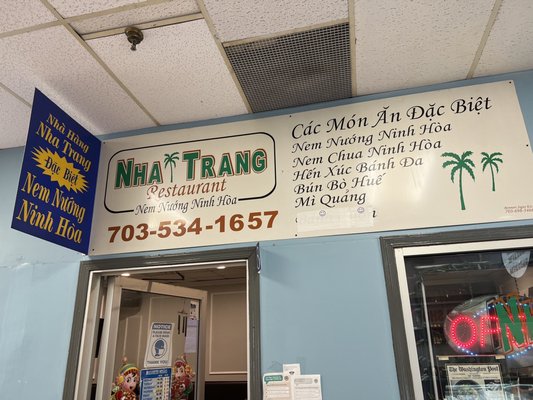 Nhà Hàng
Nha Trang
Đặc Biệt
Nem Nướng
Ninh Hòa
NHA TRANG
Restaurant
Nem Nướng Ninh Hòa
703-534-1657
Các Món Ăn Đặc Biệt
Nem Nướng Ninh Hòa
Nem Chua Ninh Hòa
Hến Xúc Bánh Đa
Bún Bò Huế
Mì Quảng
NOTICE
THANK YOU
The Washington Post